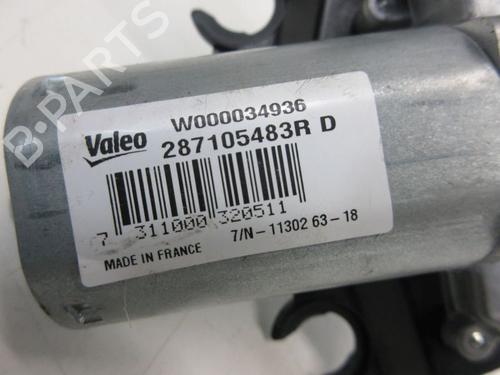 B-PARTS
Valeo
W000034936
287105483R D
7 311000 320511
7/N-11302 63-18
MADE IN FRANCE